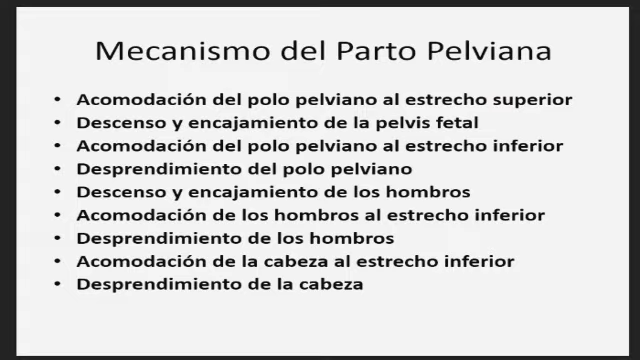 Mecanismo del Parto Pelviana
• Acomodación del polo pelviano al estrecho superior
• Descenso y encajamiento de la pelvis fetal
• Acomodación del polo pelviano al estrecho inferior
• Desprendimiento del polo pelviano
• Descenso y encajamiento de los hombros
• Acomodación de los hombros al estrecho inferior
• Desprendimiento de los hombros
• Acomodación de la cabeza al estrecho inferior
• Desprendimiento de la cabeza